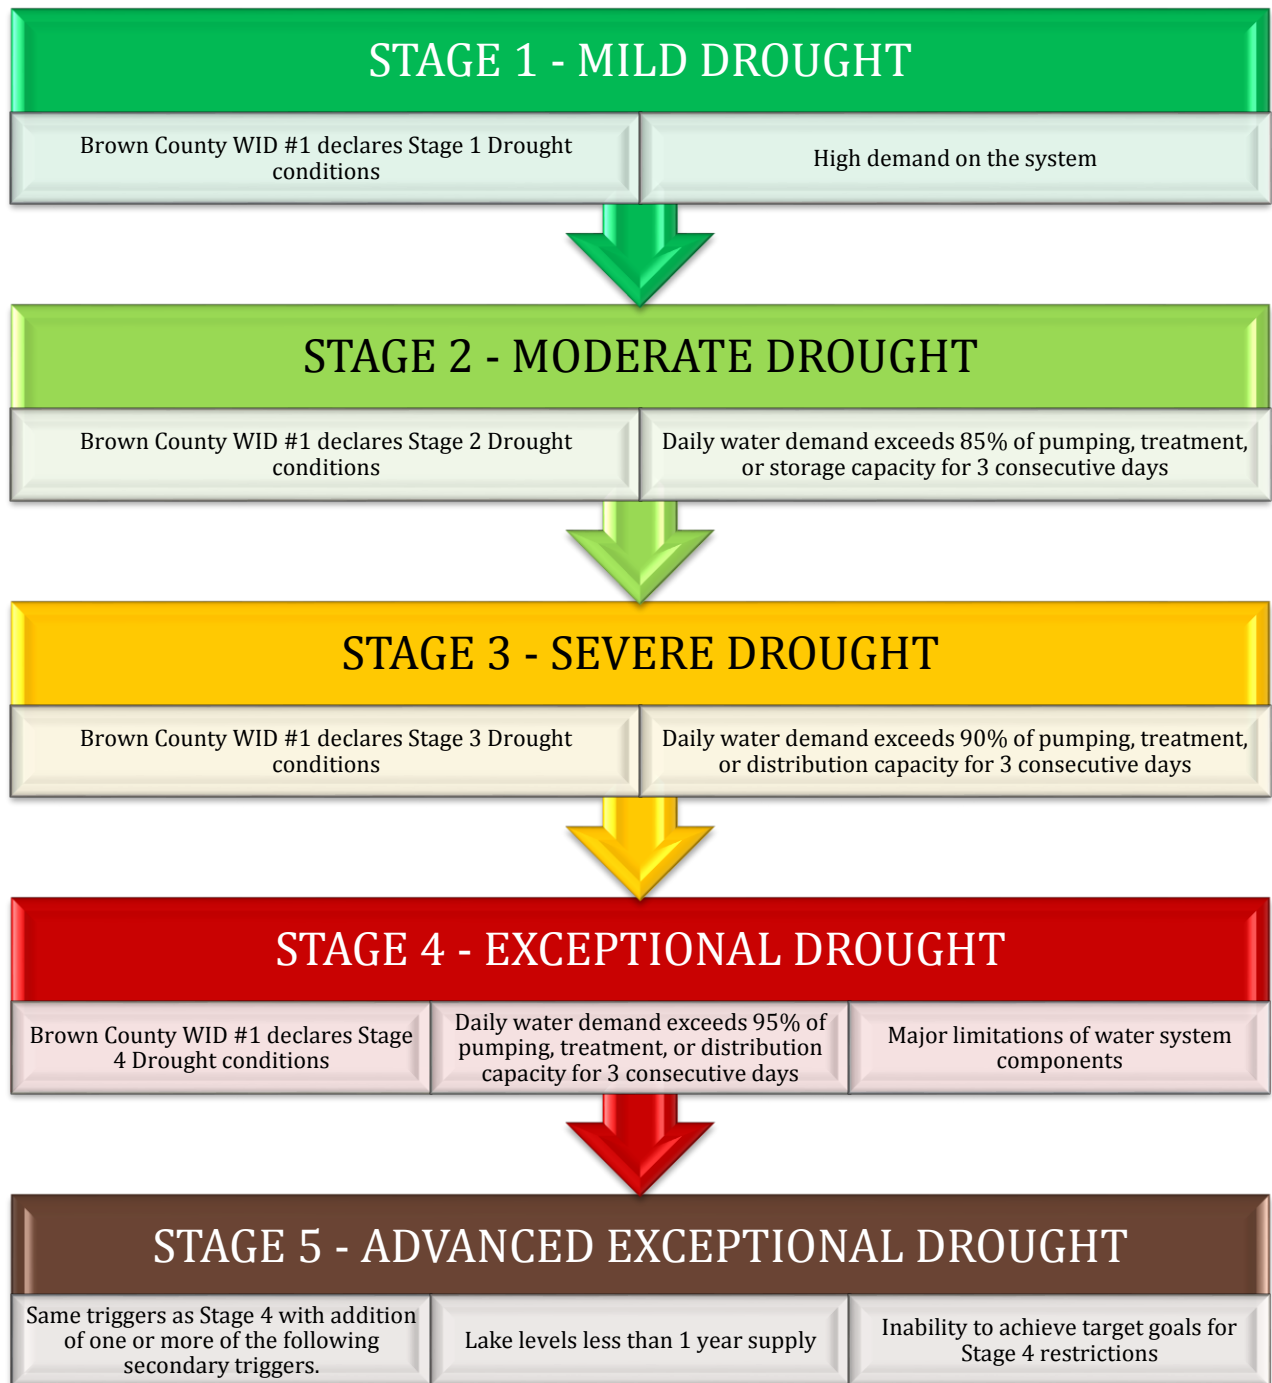 STAGE 1 - MILD DROUGHT
Brown County WID #1 declares Stage 1 Drought
conditions
High demand on the system
STAGE 2 - MODERATE DROUGHT
Brown County WID #1 declares Stage 2 Drought
conditions
Daily water demand exceeds 85% of pumping, treatment,
or storage capacity for 3 consecutive days
STAGE 3 - SEVERE DROUGHT
Brown County WID #1 declares Stage 3 Drought
conditions
Daily water demand exceeds 90% of pumping, treatment,
or distribution capacity for 3 consecutive days
STAGE 4 - EXCEPTIONAL DROUGHT
Brown County WID #1 declares Stage
4 Drought conditions
Daily water demand exceeds 95% of
pumping, treatment, or distribution
capacity for 3 consecutive days
Major limitations of water system
components
STAGE 5 - ADVANCED EXCEPTIONAL DROUGHT
Same triggers as Stage 4 with addition
of one or more of the following
secondary triggers.
Lake levels less than 1 year supply
Inability to achieve target goals for
Stage 4 restrictions